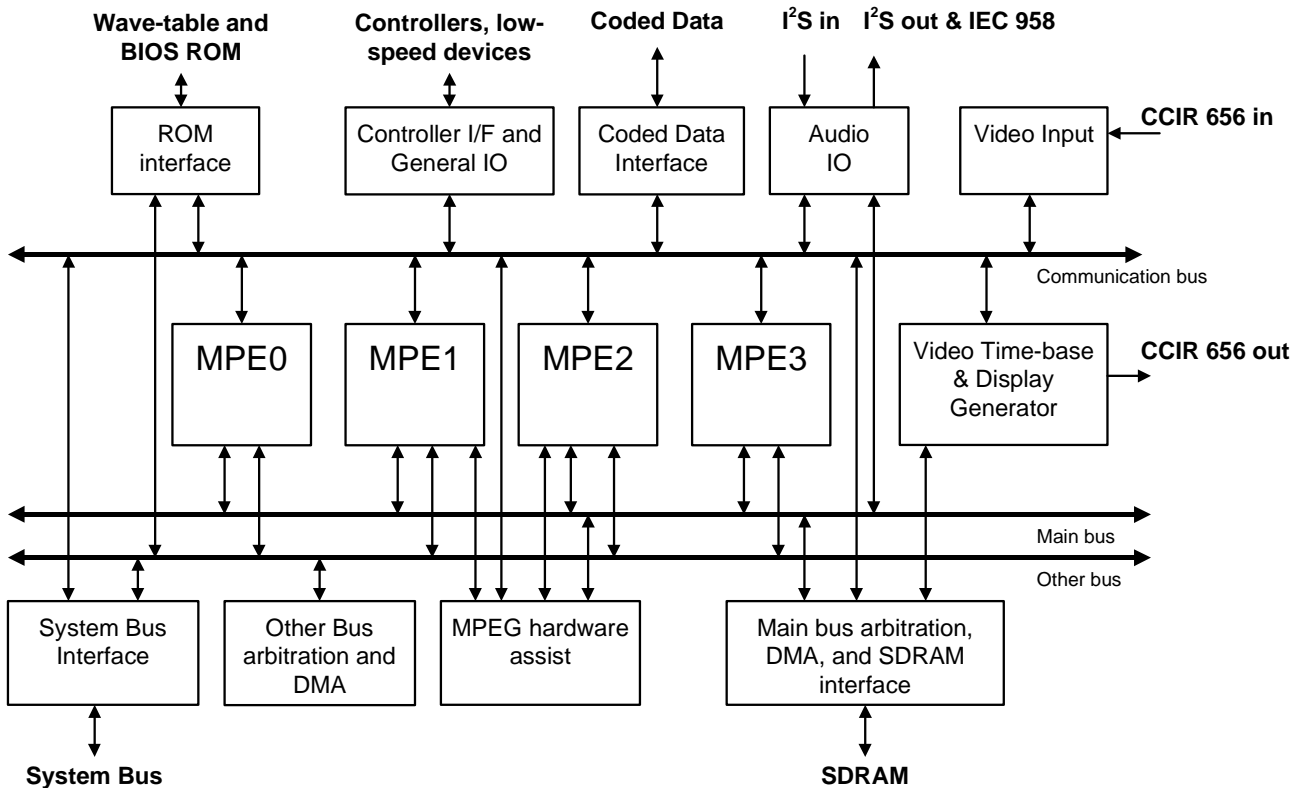 Wave-table and
BIOS ROM
Controllers, low-
speed devices
Coded Data
I²S in
I²S out & IEC 958
ROM
interface
Controller I/F and
General IO
Coded Data
Interface
Audio
IO
Video Input
CCIR 656 in
Communication bus
MPE0
MPE1
MPE2
MPE3
Video Time-base
& Display
Generator
CCIR 656 out
Main bus
Other bus
System Bus
Interface
Other Bus
arbitration and
DMA
MPEG hardware
assist
Main bus arbitration,
DMA, and SDRAM
interface
System Bus
SDRAM